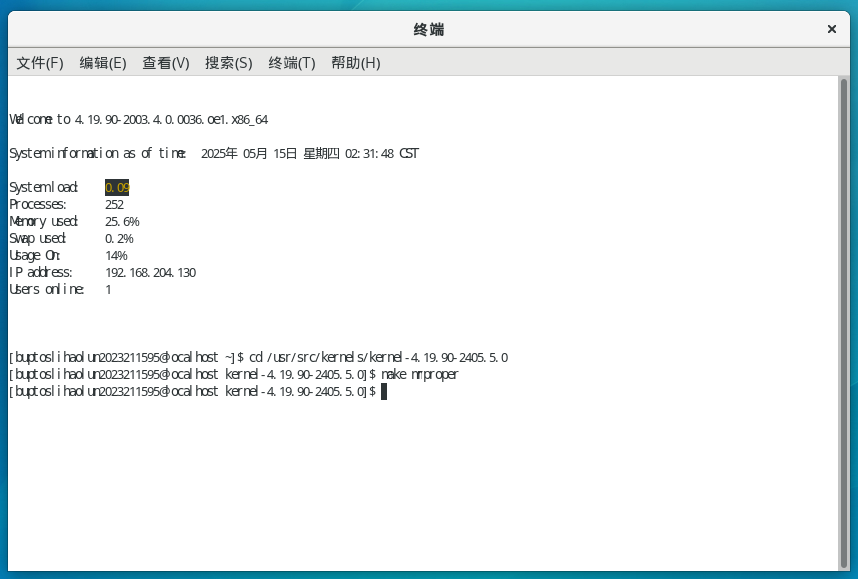 终端
文件(F) 编辑(E) 查看(V) 搜索(S) 终端(T) 帮助(H)
Welcome to 4.19.90-2003.4.0.0036.oe1.x86_64
System information as of time: 2025年 05月 15日 星期四 02:31:48 CST
System load: 0.09
Processes: 252
Memory used: 25.6%
Swap used: 0.2%
Usage On: 14%
IP address: 192.168.204.130
Users online: 1
[buptoslihaolun2023211595@localhost ~]$ cd /usr/src/kernels/kernel-4.19.90-2405.5.0
[buptoslihaolun2023211595@localhost kernel-4.19.90-2405.5.0]$ make mrproper
[buptoslihaolun2023211595@localhost kernel-4.19.90-2405.5.0]$